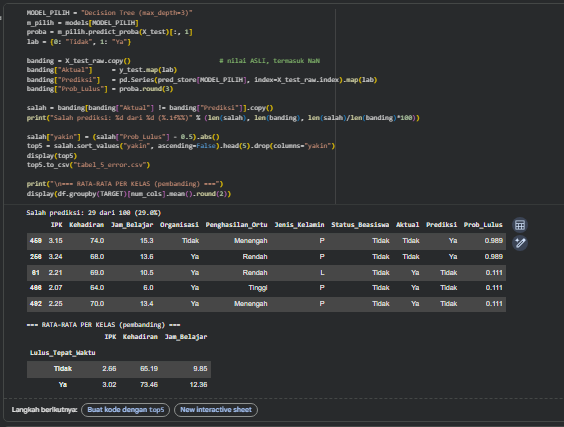 MODEL_PILIH = "Decision Tree (max_depth=3)"
m_pilih = models[MODEL_PILIH]
proba = m_pilih.predict_proba(X_test)[:, 1]
lab = {0: "Tidak", 1: "Ya"}
banding = X_test_raw.copy() # nilai ASLI, termasuk NaN
banding["Aktual"] = y_test.map(lab)
banding["Prediksi"] = pd.Series(pred_store[MODEL_PILIH], index=X_test_raw.index).map(lab)
banding["Prob_Lulus"] = proba.round(3)
salah = banding[banding["Aktual"] != banding["Prediksi"]].copy()
print("Salah prediksi: %d dari %d (%.1f%%)" % (len(salah), len(banding), len(salah)/len(banding)*100))
salah["yakin"] = (salah["Prob_Lulus"] - 0.5).abs()
top5 = salah.sort_values("yakin", ascending=False).head(5).drop(columns="yakin")
display(top5)
top5.to_csv("tabel_5_error.csv")
print("\n=== RATA-RATA PER KELAS (pembanding) ===")
display(df.groupby(TARGET)[num_cols].mean().round(2))
Salah prediksi: 29 dari 100 (29.0%)
IPK Kehadiran Jam_Belajar Organisasi Penghasilan_Ortu Jenis_Kelamin Status_Beasiswa Aktual Prediksi Prob_Lulus
459 3.15 74.0 15.3 Tidak Menengah P Tidak Tidak Ya 0.989
260 3.24 68.0 13.6 Ya Rendah P Tidak Tidak Ya 0.989
61 2.21 69.0 10.5 Ya Rendah L Tidak Ya Tidak 0.111
408 2.07 64.0 6.0 Ya Tinggi P Tidak Ya Tidak 0.111
492 2.25 70.0 13.4 Ya Menengah P Tidak Ya Tidak 0.111
=== RATA-RATA PER KELAS (pembanding) ===
IPK Kehadiran Jam_Belajar
Lulus_Tepat_Waktu
Tidak 2.66 65.19 9.85
Ya 3.02 73.46 12.36
Langkah berikutnya: Buat kode dengan top5 New interactive sheet